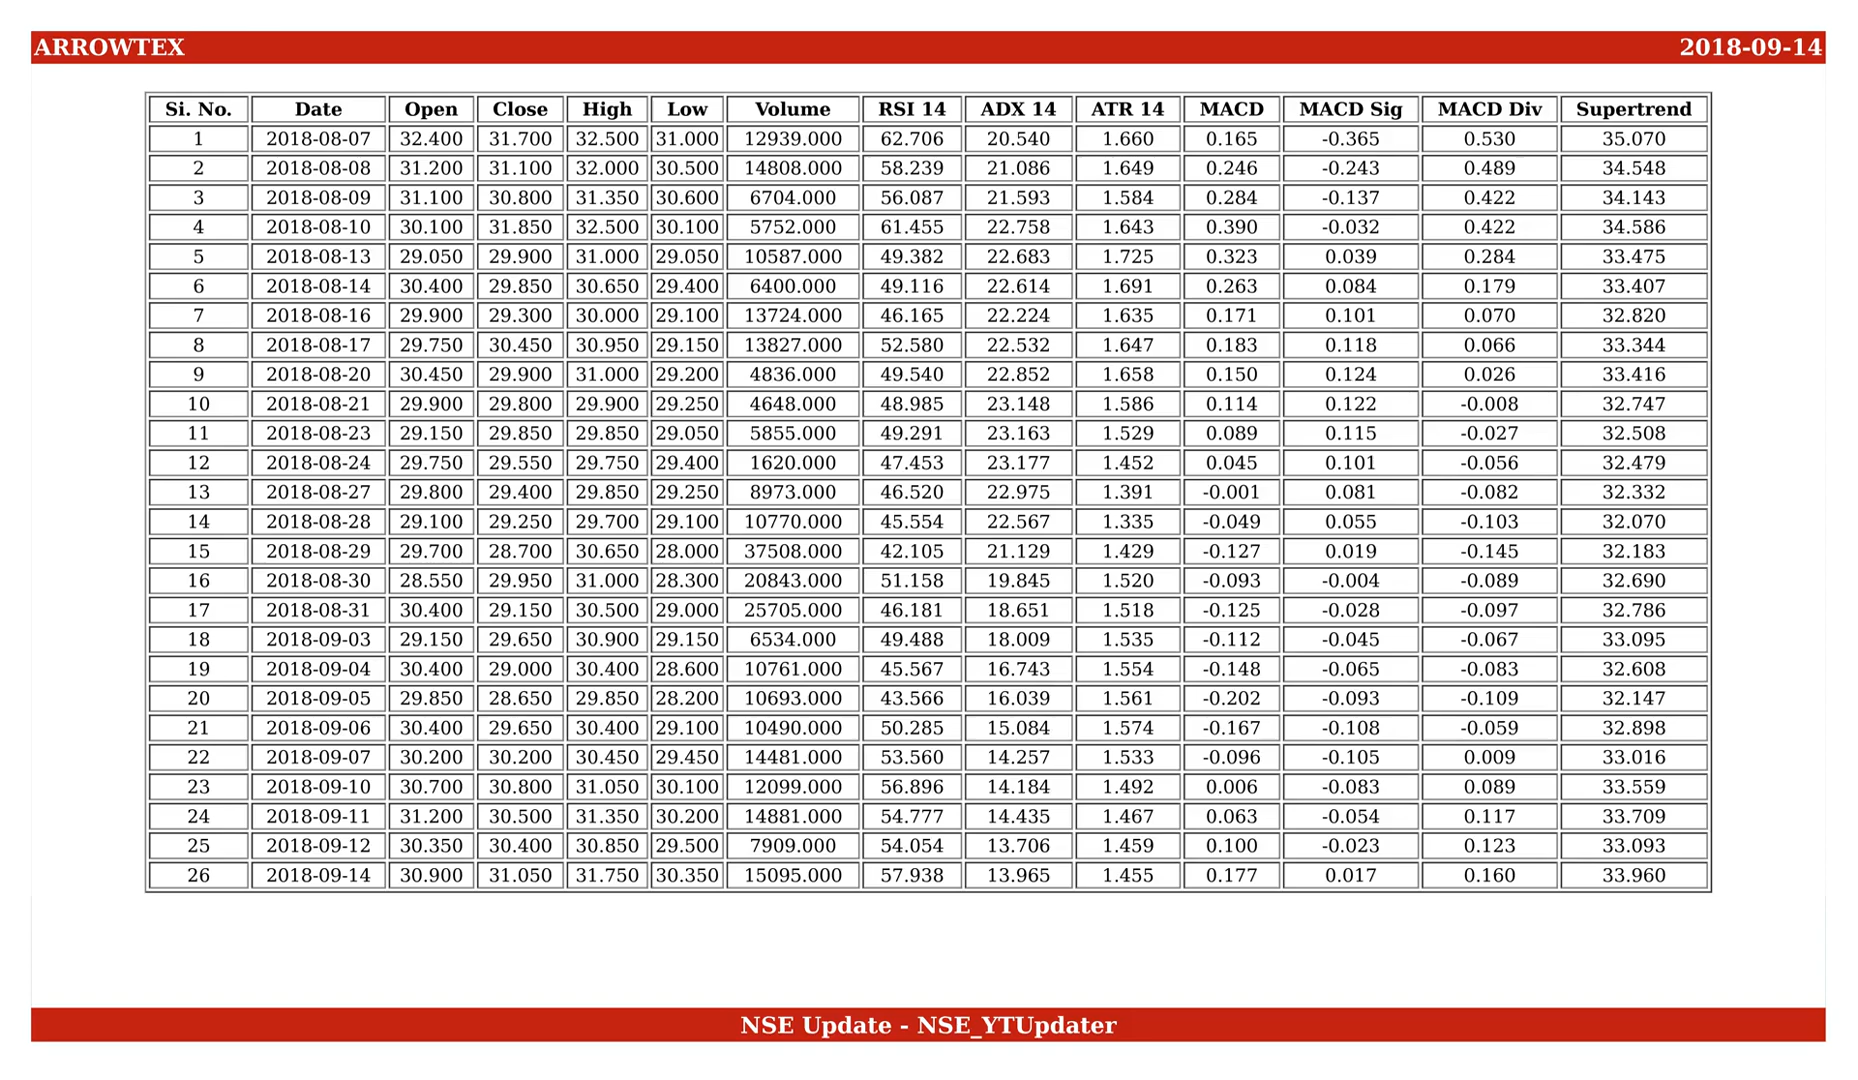 ARROWTEX 2018-09-14
Si. No. Date Open Close High Low Volume RSI 14 ADX 14 ATR 14 MACD MACD Sig MACD Div Supertrend
1 2018-08-07 32.400 31.700 32.500 31.000 12939.000 62.706 20.540 1.660 0.165 -0.365 0.530 35.070
2 2018-08-08 31.200 31.100 32.000 30.500 14808.000 58.239 21.086 1.649 0.246 -0.243 0.489 34.548
3 2018-08-09 31.100 30.800 31.350 30.600 6704.000 56.087 21.593 1.584 0.284 -0.137 0.422 34.143
4 2018-08-10 30.100 31.850 32.500 30.100 5752.000 61.455 22.758 1.643 0.390 -0.032 0.422 34.586
5 2018-08-13 29.050 29.900 31.000 29.050 10587.000 49.382 22.683 1.725 0.323 0.039 0.284 33.475
6 2018-08-14 30.400 29.850 30.650 29.400 6400.000 49.116 22.614 1.691 0.263 0.084 0.179 33.407
7 2018-08-16 29.900 29.300 30.000 29.100 13724.000 46.165 22.224 1.635 0.171 0.101 0.070 32.820
8 2018-08-17 29.750 30.450 30.950 29.150 13827.000 52.580 22.532 1.647 0.183 0.118 0.066 33.344
9 2018-08-20 30.450 29.900 31.000 29.200 4836.000 49.540 22.852 1.658 0.150 0.124 0.026 33.416
10 2018-08-21 29.900 29.800 29.900 29.250 4648.000 48.985 23.148 1.586 0.114 0.122 -0.008 32.747
11 2018-08-23 29.150 29.850 29.850 29.050 5855.000 49.291 23.163 1.529 0.089 0.115 -0.027 32.508
12 2018-08-24 29.750 29.550 29.750 29.400 1620.000 47.453 23.177 1.452 0.045 0.101 -0.056 32.479
13 2018-08-27 29.800 29.400 29.850 29.250 8973.000 46.520 22.975 1.391 -0.001 0.081 -0.082 32.332
14 2018-08-28 29.100 29.250 29.700 29.100 10770.000 45.554 22.567 1.335 -0.049 0.055 -0.103 32.070
15 2018-08-29 29.700 28.700 30.650 28.000 37508.000 42.105 21.129 1.429 -0.127 0.019 -0.145 32.183
16 2018-08-30 28.550 29.950 31.000 28.300 20843.000 51.158 19.845 1.520 -0.093 -0.004 -0.089 32.690
17 2018-08-31 30.400 29.150 30.500 29.000 25705.000 46.181 18.651 1.518 -0.125 -0.028 -0.097 32.786
18 2018-09-03 29.150 29.650 30.900 29.150 6534.000 49.488 18.009 1.535 -0.112 -0.045 -0.067 33.095
19 2018-09-04 30.400 29.000 30.400 28.600 10761.000 45.567 16.743 1.554 -0.148 -0.065 -0.083 32.608
20 2018-09-05 29.850 28.650 29.850 28.200 10693.000 43.566 16.039 1.561 -0.202 -0.093 -0.109 32.147
21 2018-09-06 30.400 29.650 30.400 29.100 10490.000 50.285 15.084 1.574 -0.167 -0.108 -0.059 32.898
22 2018-09-07 30.200 30.200 30.450 29.450 14481.000 53.560 14.257 1.533 -0.096 -0.105 0.009 33.016
23 2018-09-10 30.700 30.800 31.050 30.100 12099.000 56.896 14.184 1.492 0.006 -0.083 0.089 33.559
24 2018-09-11 31.200 30.500 31.350 30.200 14881.000 54.777 14.435 1.467 0.063 -0.054 0.117 33.709
25 2018-09-12 30.350 30.400 30.850 29.500 7909.000 54.054 13.706 1.459 0.100 -0.023 0.123 33.093
26 2018-09-14 30.900 31.050 31.750 30.350 15095.000 57.938 13.965 1.455 0.177 0.017 0.160 33.960
NSE Update - NSE_YTUpdater